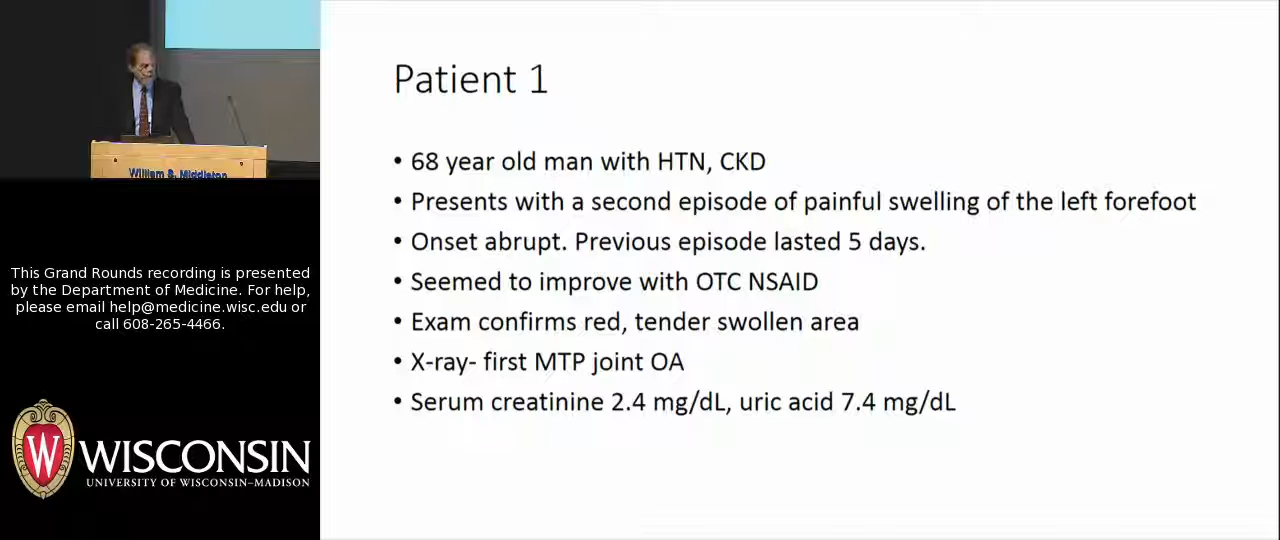 William S. Middleton
This Grand Rounds recording is presented
by the Department of Medicine. For help,
please email help@medicine.wisc.edu or
call 608-265-4466.
W
WISCONSIN
UNIVERSITY OF WISCONSIN–MADISON
Patient 1
• 68 year old man with HTN, CKD
• Presents with a second episode of painful swelling of the left forefoot
• Onset abrupt. Previous episode lasted 5 days.
• Seemed to improve with OTC NSAID
• Exam confirms red, tender swollen area
• X-ray- first MTP joint OA
• Serum creatinine 2.4 mg/dL, uric acid 7.4 mg/dL